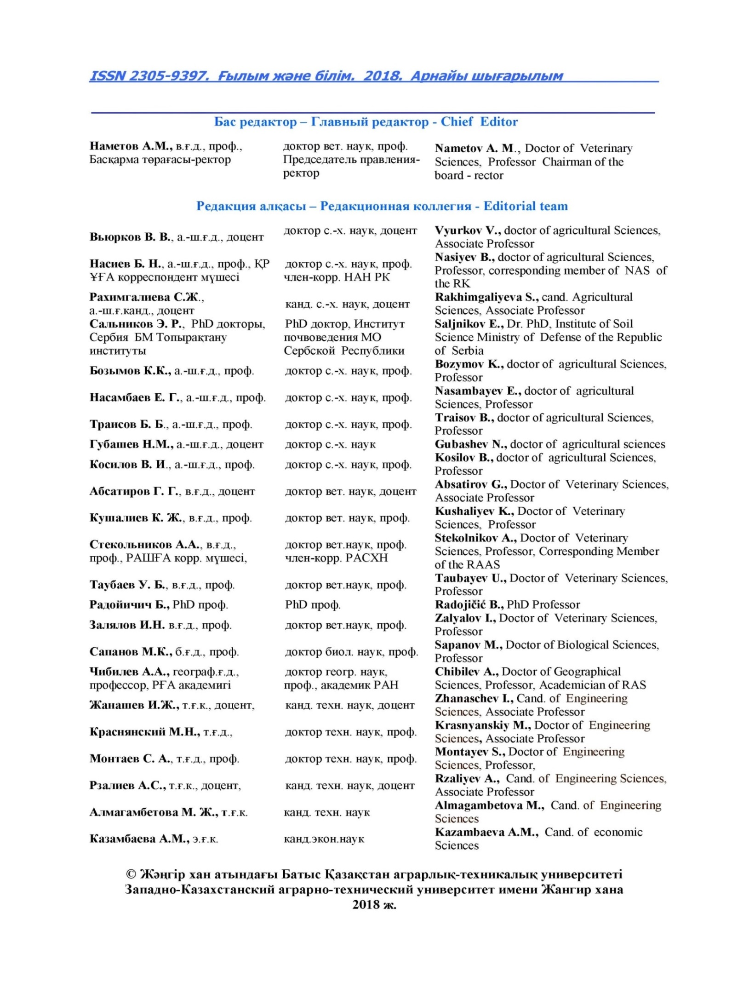 ISSN 2305-9397. Ғылым және білім. 2018. Арнайы шығарылым
Бас редактор – Главный редактор - Chief Editor
Наметов А.М., в.ғ.д., проф.,
Басқарма төрағасы-ректор
доктор вет. наук, проф.
Председатель правления-
ректор
Nametov A. M., Doctor of Veterinary
Sciences, Professor Chairman of the
board - rector
Редакция алқасы – Редакционная коллегия - Editorial team
Вьюрков В. В., а.-ш.ғ.д., доцент
доктор с.-х. наук, доцент
Vyurkov V., doctor of agricultural Sciences,
Associate Professor
Насиев Б. Н., а.-ш.ғ.д., проф., ҚР
ҰҒА корреспондент мүшесі
доктор с.-х. наук, проф.
член-корр. НАН РК
Nasiyev B., doctor of agricultural Sciences,
Professor, corresponding member of NAS of
the RK
Рахимгалиева С.Ж.,
а.-ш.ғ.канд., доцент
канд. с.-х. наук, доцент
Rakhimgaliyeva S., cand. Agricultural
Sciences, Associate Professor
Сальников Э. Р., PhD докторы,
Сербия БМ Топырақтану
институты
PhD доктор, Институт
почвоведения МО
Сербской Республики
Saljnikov E., Dr. PhD, Institute of Soil
Science Ministry of Defense of the Republic
of Serbia
Бозымов К.К., а.-ш.ғ.д., проф.
доктор с.-х. наук, проф.
Bozymov K., doctor of agricultural Sciences,
Professor
Насамбаев Е. Г., а.-ш.ғ.д., проф.
доктор с.-х. наук, проф.
Nasambayev E., doctor of agricultural
Sciences, Professor
Траисов Б. Б., а.-ш.ғ.д., проф.
доктор с.-х. наук, проф.
Traisov B., doctor of agricultural Sciences,
Professor
Губашев Н.М., а.-ш.ғ.д., доцент
доктор с.-х. наук
Gubashev N., doctor of agricultural sciences
Косилов В. И., а.-ш.ғ.д., проф.
доктор с.-х. наук, проф.
Kosilov B., doctor of agricultural Sciences,
Professor
Абсатиров Г. Г., в.ғ.д., доцент
доктор вет. наук, доцент
Absatirov G., Doctor of Veterinary Sciences,
Associate Professor
Кушалиев К. Ж., в.ғ.д., проф.
доктор вет. наук, проф.
Kushaliyev K., Doctor of Veterinary
Sciences, Professor
Стекольников А.А., в.ғ.д.,
проф., РАШҒА корр. мүшесі,
доктор вет.наук, проф.
член-корр. РАСХН
Stekolnikov A., Doctor of Veterinary
Sciences, Professor, Corresponding Member
of the RAAS
Таубаев У. Б., в.ғ.д., проф.
доктор вет.наук, проф.
Taubayev U., Doctor of Veterinary Sciences,
Professor
Радойичич Б., PhD проф.
PhD проф.
Radojičić B., PhD Professor
Залялов И.Н. в.ғ.д., проф.
доктор вет.наук, проф.
Zalyalov I., Doctor of Veterinary Sciences,
Professor
Сапанов М.К., б.ғ.д., проф.
доктор биол. наук, проф.
Sapanov M., Doctor of Biological Sciences,
Professor
Чибилев А.А., географ.ғ.д.,
профессор, РҒА академигі
доктор геогр. наук,
проф., академик РАН
Chibilev A., Doctor of Geographical
Sciences, Professor, Academician of RAS
Жанашев И.Ж., т.ғ.к., доцент,
канд. техн. наук, доцент
Zhanaschev I., Cand. of Engineering
Sciences, Associate Professor
Краснянский М.Н., т.ғ.д.,
доктор техн. наук, проф.
Krasnyanskiy M., Doctor of Engineering
Sciences, Associate Professor
Монтаев С. А., т.ғ.д., проф.
доктор техн. наук, проф.
Montayev S., Doctor of Engineering
Sciences, Professor,
Рзалиев А.С., т.ғ.к., доцент,
канд. техн. наук, доцент
Rzaliyev A., Cand. of Engineering Sciences,
Associate Professor
Алмагамбетова М. Ж., т.ғ.к.
канд. техн. наук
Almagambetova M., Cand. of Engineering
Sciences
Казамбаева А.М., э.ғ.к.
канд.экон.наук
Kazambaeva A.M., Cand. of economic
Sciences
© Жәңгір хан атындағы Батыс Қазақстан аграрлық-техникалық университеті
Западно-Казахстанский аграрно-технический университет имени Жангир хана
2018 ж.